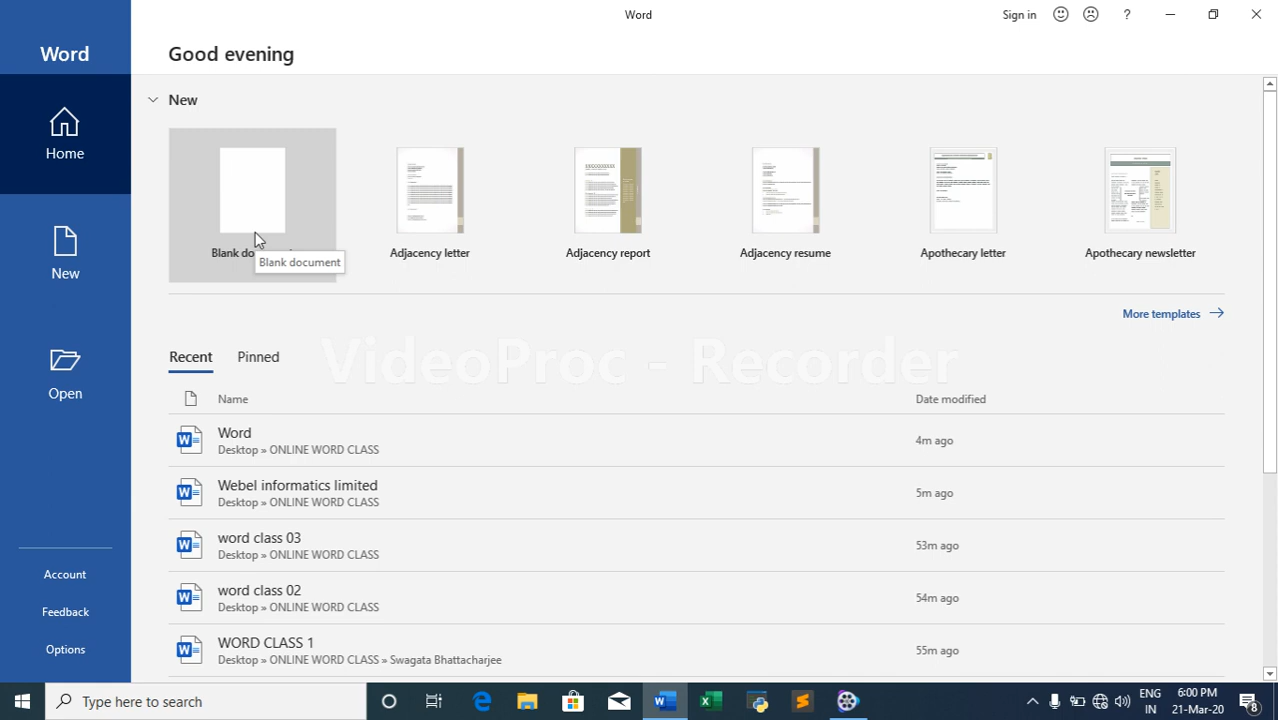 Word
Sign in
?
Word
Good evening
Home
New
Open
Account
Feedback
Options
New
Blank do
Blank document
Adjacency letter
Adjacency report
Adjacency resume
Apothecary letter
Apothecary newsletter
More templates
VideoProc - Recorder
Recent Pinned
Name Date modified
Word 4m ago
Desktop » ONLINE WORD CLASS
Webel informatics limited 5m ago
Desktop » ONLINE WORD CLASS
word class 03 53m ago
Desktop » ONLINE WORD CLASS
word class 02 54m ago
Desktop » ONLINE WORD CLASS
WORD CLASS 1 55m ago
Desktop » ONLINE WORD CLASS » Swagata Bhattacharjee
Type here to search
ENG
IN
6:00 PM
21-Mar-20
8